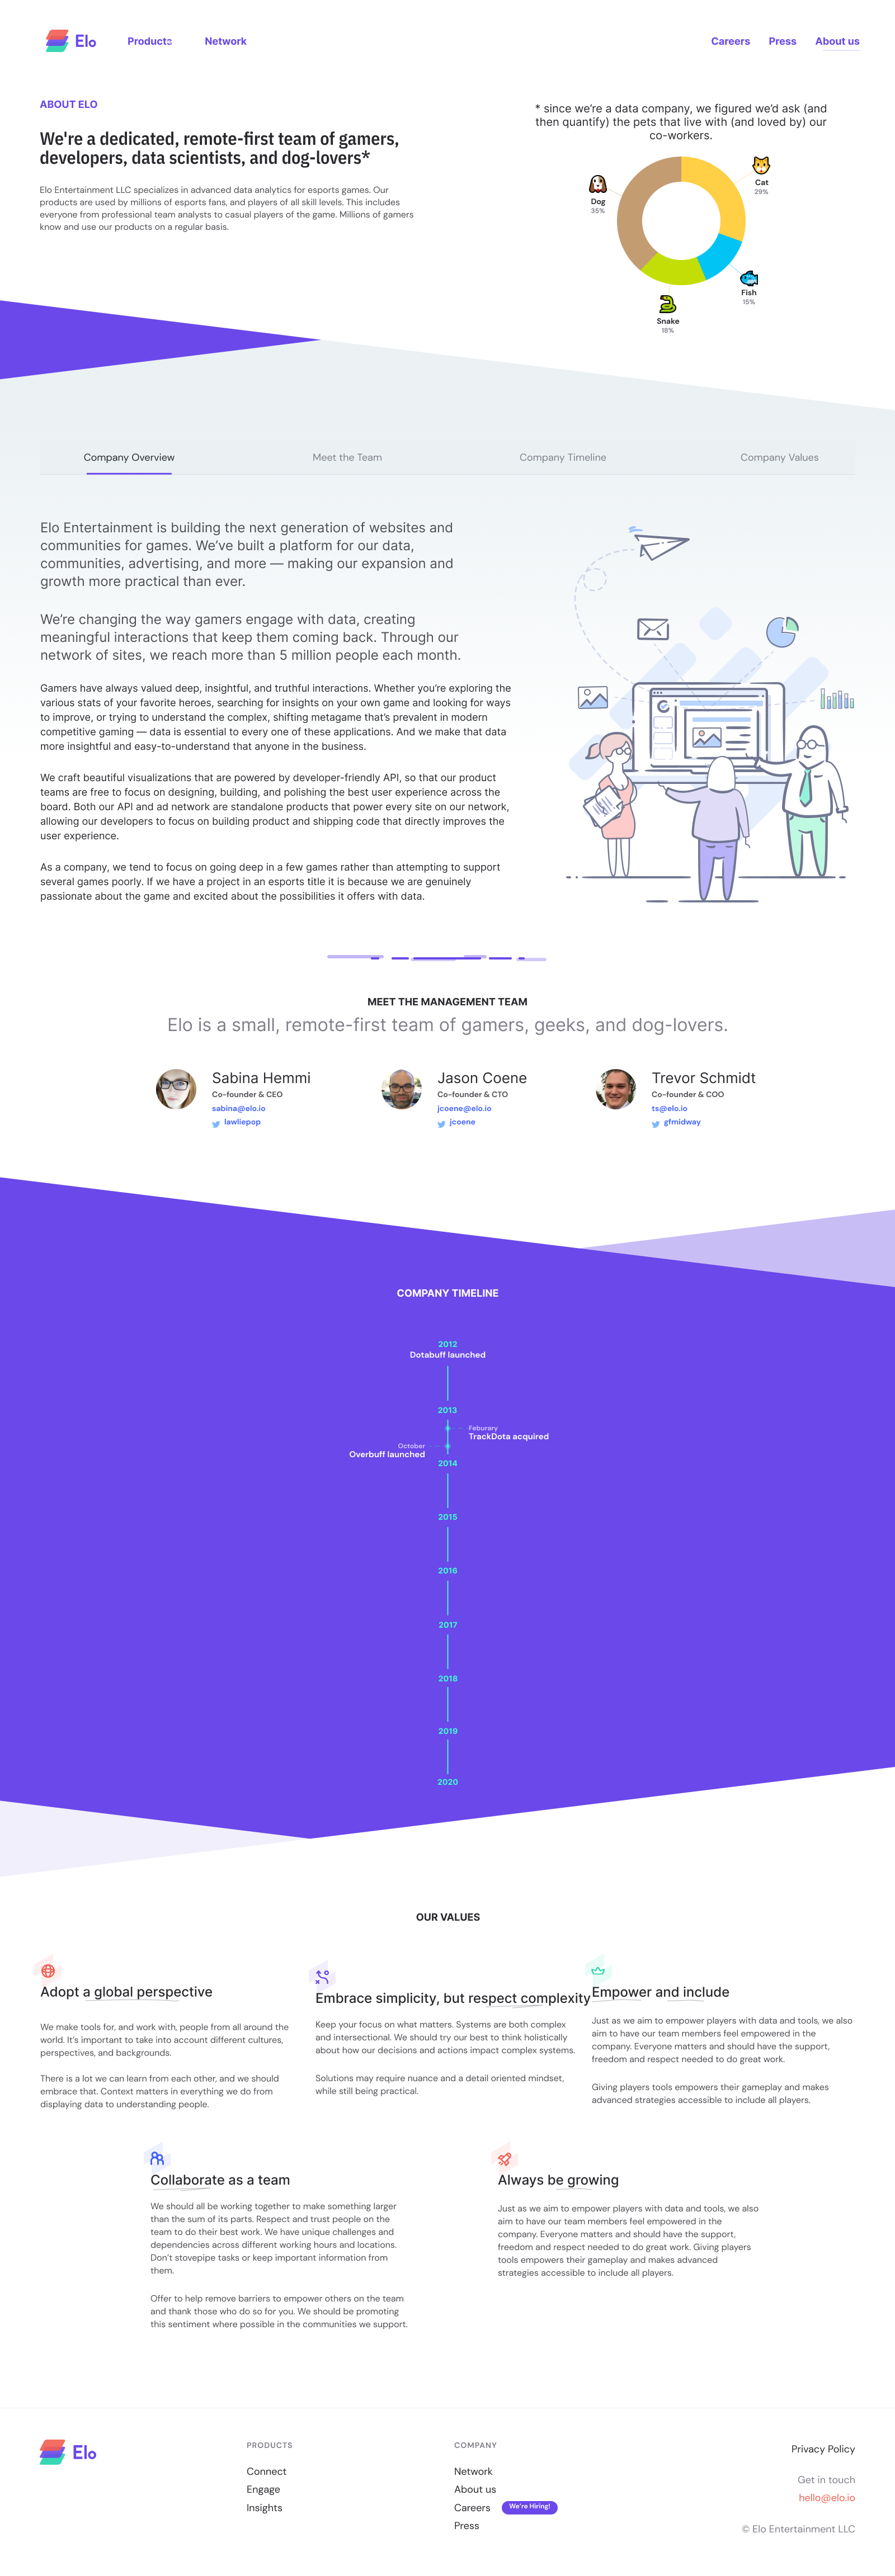 Elo
Products
Network
Careers
Press
About us
ABOUT ELO
We're a dedicated, remote-first team of gamers,
developers, data scientists, and dog-lovers*
Elo Entertainment LLC specializes in advanced data analytics for esports games. Our
products are used by millions of esports fans, and players of all skill levels. This includes
everyone from professional team analysts to casual players of the game. Millions of gamers
know and use our products on a regular basis.
* since we’re a data company, we figured we’d ask (and
then quantify) the pets that live with (and loved by) our
co-workers.
Cat
29%
Dog
35%
Fish
15%
Snake
18%
Company Overview
Meet the Team
Company Timeline
Company Values
Elo Entertainment is building the next generation of websites and
communities for games. We’ve built a platform for our data,
communities, advertising, and more — making our expansion and
growth more practical than ever.
We’re changing the way gamers engage with data, creating
meaningful interactions that keep them coming back. Through our
network of sites, we reach more than 5 million people each month.
Gamers have always valued deep, insightful, and truthful interactions. Whether you’re exploring the
various stats of your favorite heroes, searching for insights on your own game and looking for ways
to improve, or trying to understand the complex, shifting metagame that’s prevalent in modern
competitive gaming — data is essential to every one of these applications. And we make that data
more insightful and easy-to-understand that anyone in the business.
We craft beautiful visualizations that are powered by developer-friendly API, so that our product
teams are free to focus on designing, building, and polishing the best user experience across the
board. Both our API and ad network are standalone products that power every site on our network,
allowing our developers to focus on building product and shipping code that directly improves the
user experience.
As a company, we tend to focus on going deep in a few games rather than attempting to support
several games poorly. If we have a project in an esports title it is because we are genuinely
passionate about the game and excited about the possibilities it offers with data.
MEET THE MANAGEMENT TEAM
Elo is a small, remote-first team of gamers, geeks, and dog-lovers.
Sabina Hemmi
Co-founder & CEO
sabina@elo.io
lawliepop
Jason Coene
Co-founder & CTO
jcoene@elo.io
jcoene
Trevor Schmidt
Co-founder & COO
ts@elo.io
gfmidway
COMPANY TIMELINE
2012
Dotabuff launched
2013
Feburary
TrackDota acquired
October
Overbuff launched
2014
2015
2016
2017
2018
2019
2020
OUR VALUES
Adopt a global perspective
We make tools for, and work with, people from all around the
world. It’s important to take into account different cultures,
perspectives, and backgrounds.
There is a lot we can learn from each other, and we should
embrace that. Context matters in everything we do from
displaying data to understanding people.
Embrace simplicity, but respect complexity
Keep your focus on what matters. Systems are both complex
and intersectional. We should try our best to think holistically
about how our decisions and actions impact complex systems.
Solutions may require nuance and a detail oriented mindset,
while still being practical.
Empower and include
Just as we aim to empower players with data and tools, we also
aim to have our team members feel empowered in the
company. Everyone matters and should have the support,
freedom and respect needed to do great work.
Giving players tools empowers their gameplay and makes
advanced strategies accessible to include all players.
Collaborate as a team
We should all be working together to make something larger
than the sum of its parts. Respect and trust people on the
team to do their best work. We have unique challenges and
dependencies across different working hours and locations.
Don’t stovepipe tasks or keep important information from
them.
Offer to help remove barriers to empower others on the team
and thank those who do so for you. We should be promoting
this sentiment where possible in the communities we support.
Always be growing
Just as we aim to empower players with data and tools, we also
aim to have our team members feel empowered in the
company. Everyone matters and should have the support,
freedom and respect needed to do great work. Giving players
tools empowers their gameplay and makes advanced
strategies accessible to include all players.
Elo
PRODUCTS
Connect
Engage
Insights
COMPANY
Network
About us
Careers
We’re Hiring!
Press
Privacy Policy
Get in touch
hello@elo.io
© Elo Entertainment LLC